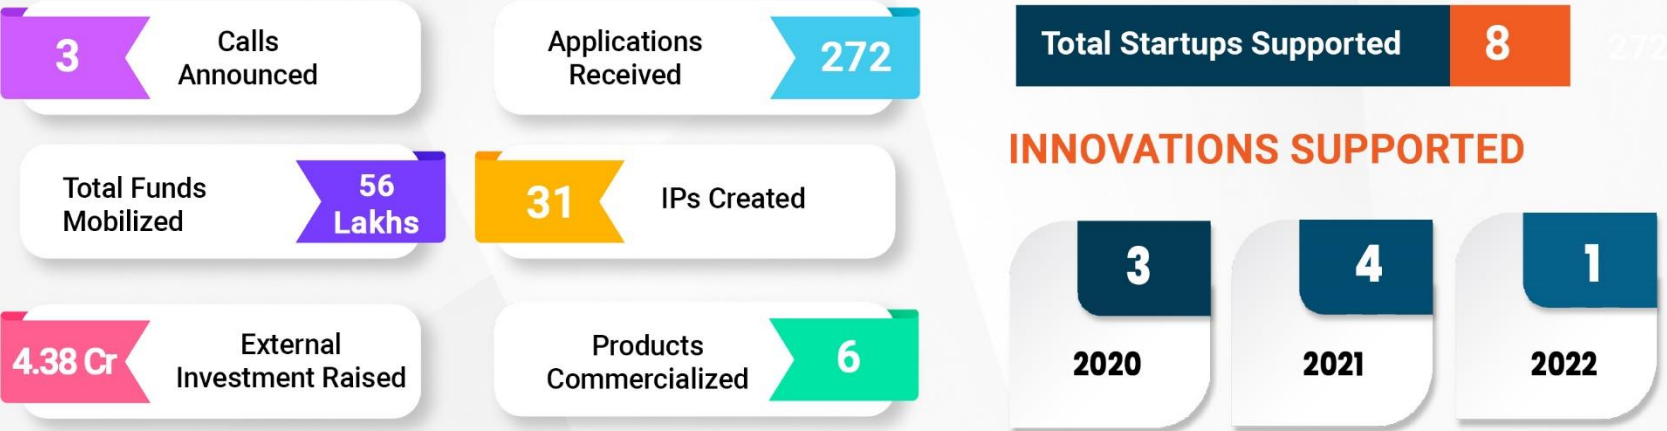 3
Calls
Announced
Applications
Received
272
Total Funds
Mobilized
56
Lakhs
31
IPs Created
4.38 Cr
External
Investment Raised
Products
Commercialized
6
Total Startups Supported
8
272
INNOVATIONS SUPPORTED
3
2020
4
2021
1
2022